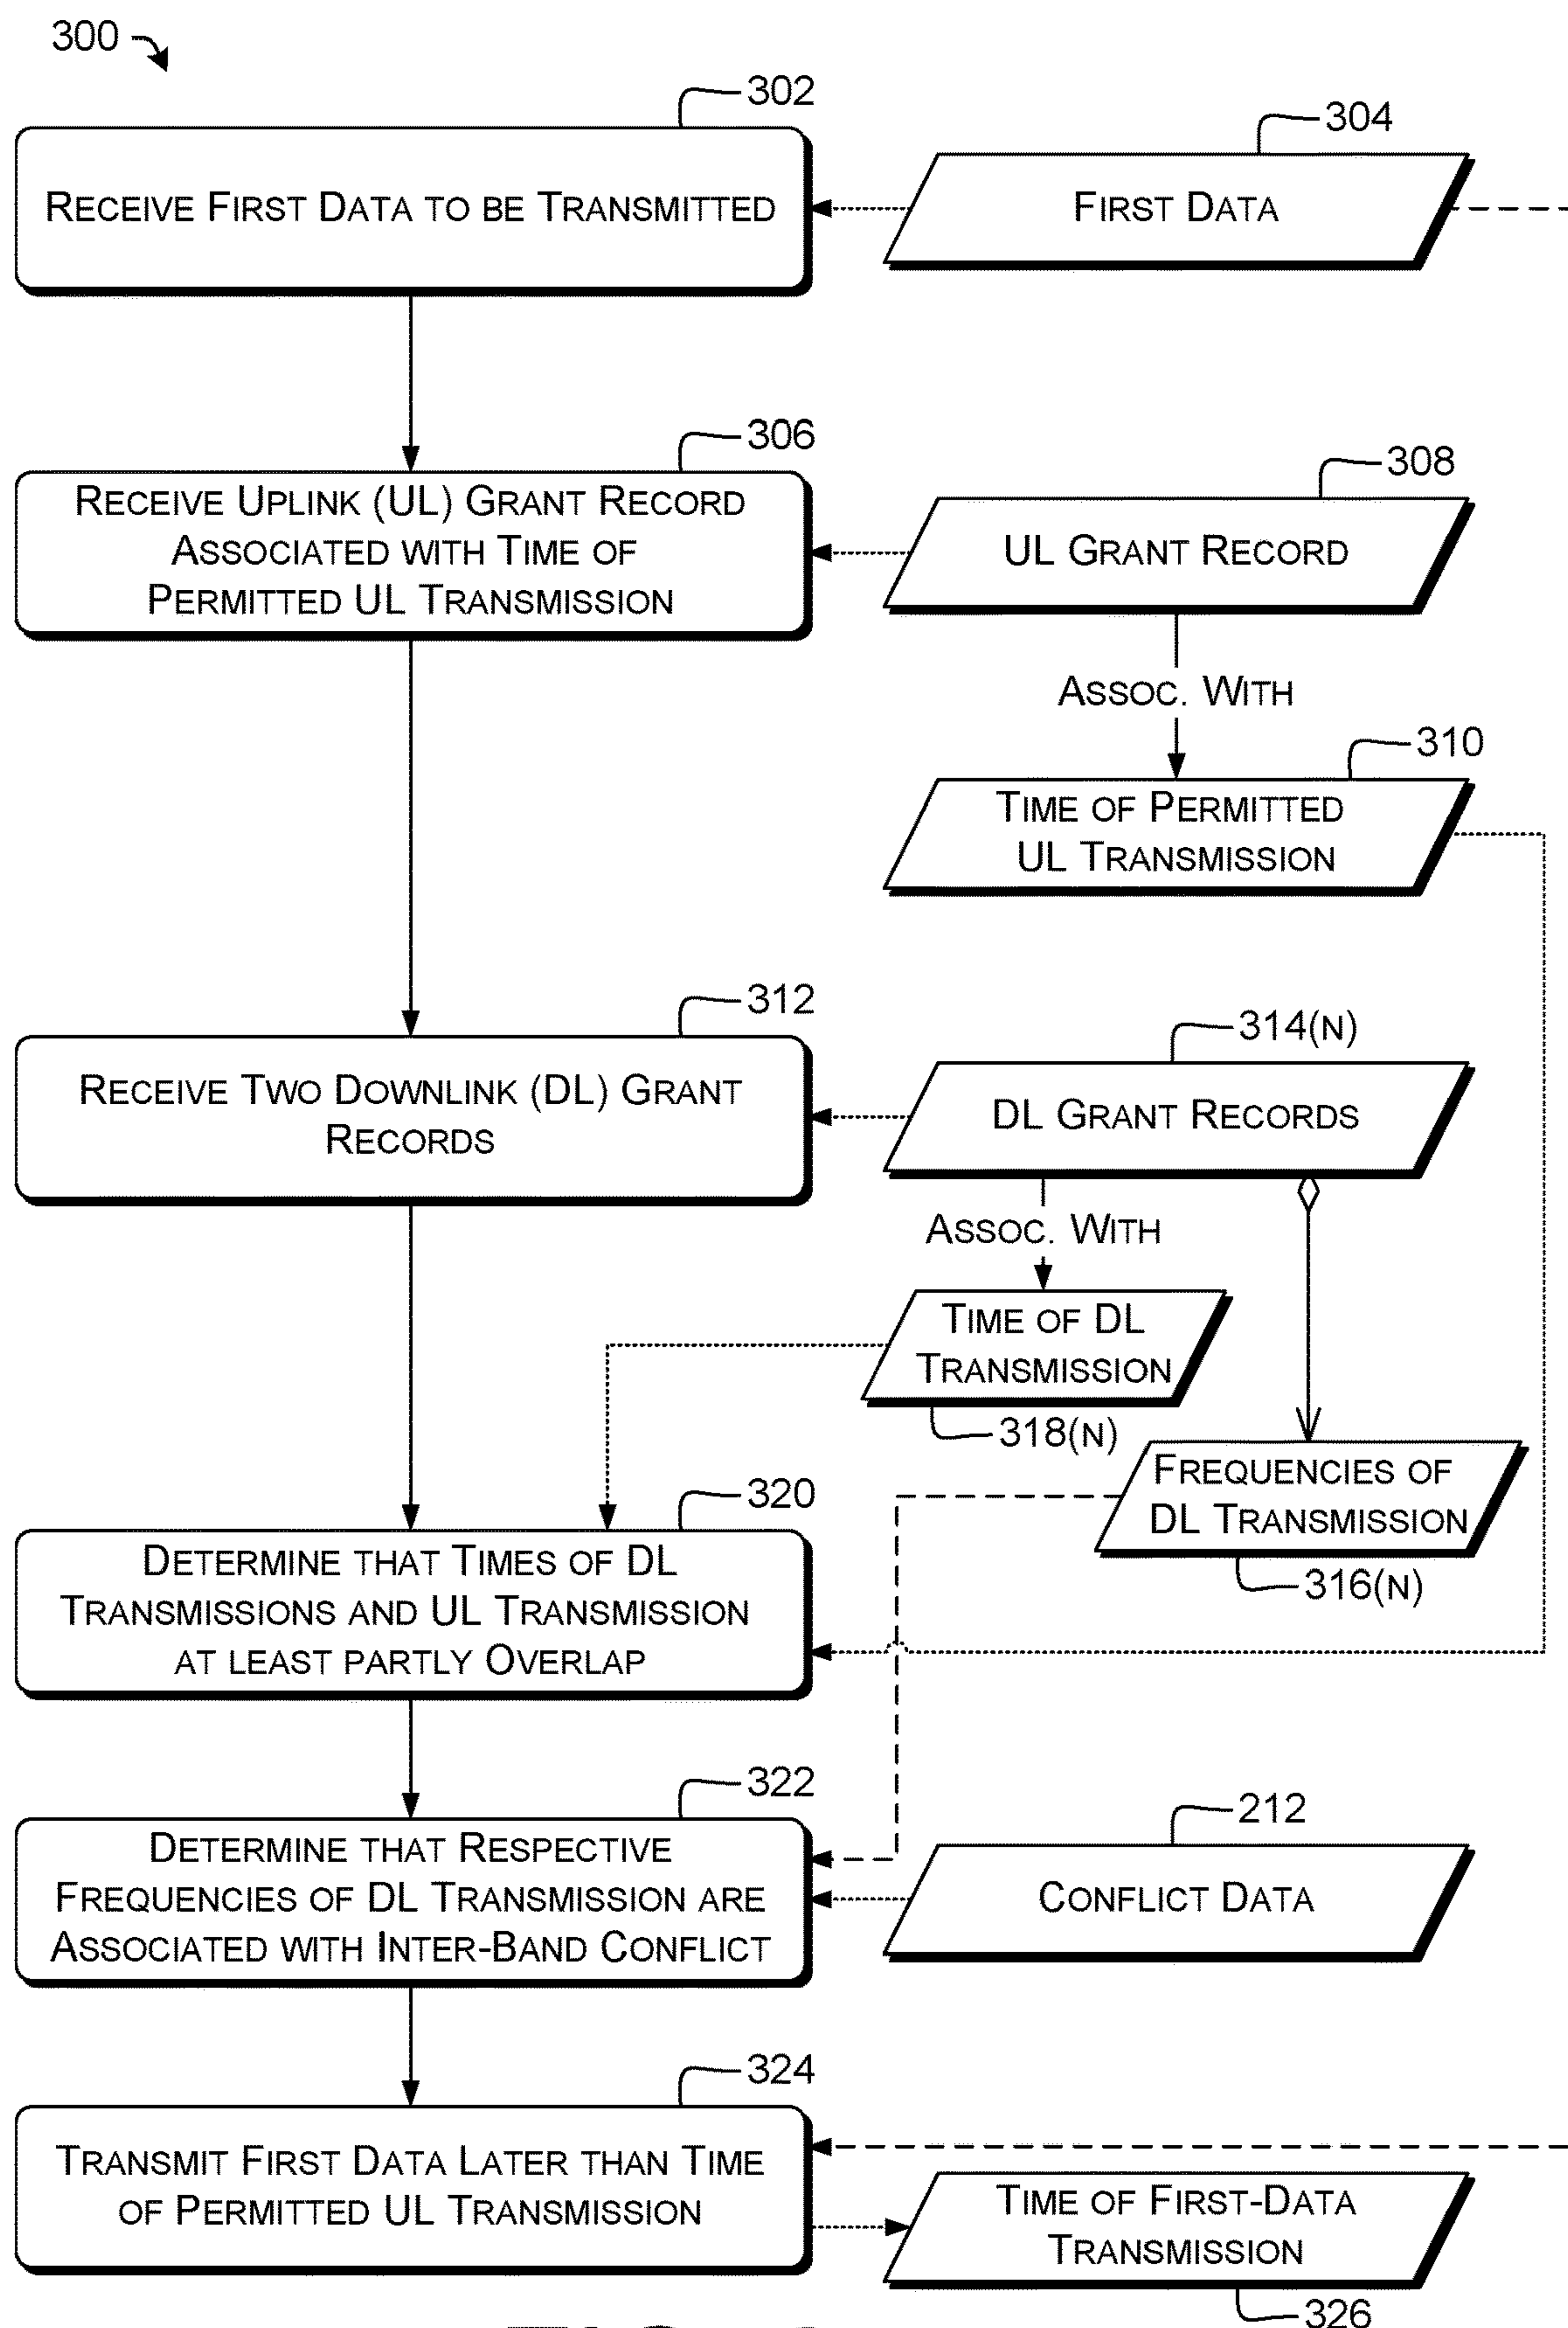 300
302
RECEIVE FIRST DATA TO BE TRANSMITTED
304
FIRST DATA
306
RECEIVE UPLINK (UL) GRANT RECORD
ASSOCIATED WITH TIME OF
PERMITTED UL TRANSMISSION
308
UL GRANT RECORD
ASSOC. WITH
310
TIME OF PERMITTED
UL TRANSMISSION
312
RECEIVE TWO DOWNLINK (DL) GRANT
RECORDS
314(N)
DL GRANT RECORDS
ASSOC. WITH
TIME OF DL
TRANSMISSION
318(N)
FREQUENCIES OF
DL TRANSMISSION
316(N)
320
DETERMINE THAT TIMES OF DL
TRANSMISSIONS AND UL TRANSMISSION
AT LEAST PARTLY OVERLAP
322
DETERMINE THAT RESPECTIVE
FREQUENCIES OF DL TRANSMISSION ARE
ASSOCIATED WITH INTER-BAND CONFLICT
212
CONFLICT DATA
324
TRANSMIT FIRST DATA LATER THAN TIME
OF PERMITTED UL TRANSMISSION
TIME OF FIRST-DATA
TRANSMISSION
326